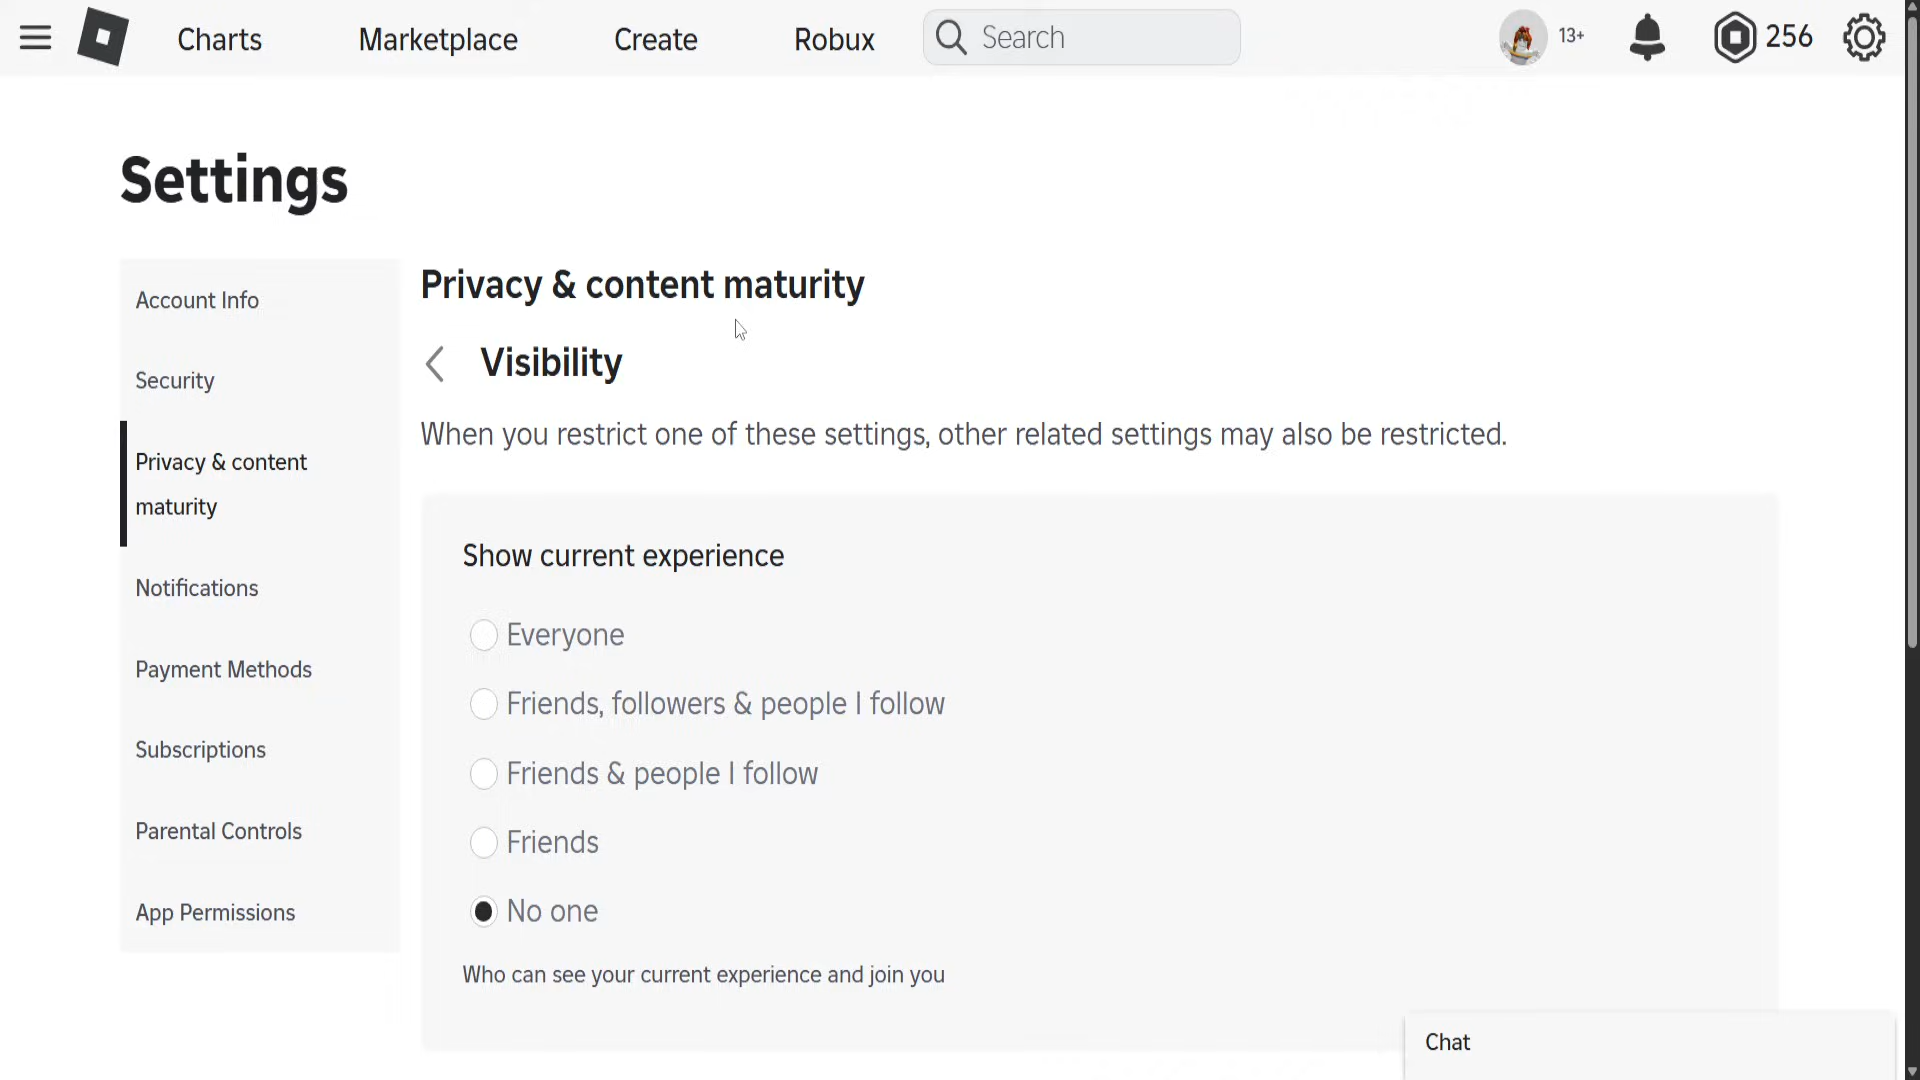 Charts
Marketplace
Create
Robux
Search
13+
256
Settings
Account Info
Security
Privacy & content
maturity
Notifications
Payment Methods
Subscriptions
Parental Controls
App Permissions
Privacy & content maturity
Visibility
When you restrict one of these settings, other related settings may also be restricted.
Show current experience
Everyone
Friends, followers & people I follow
Friends & people I follow
Friends
No one
Who can see your current experience and join you
Chat